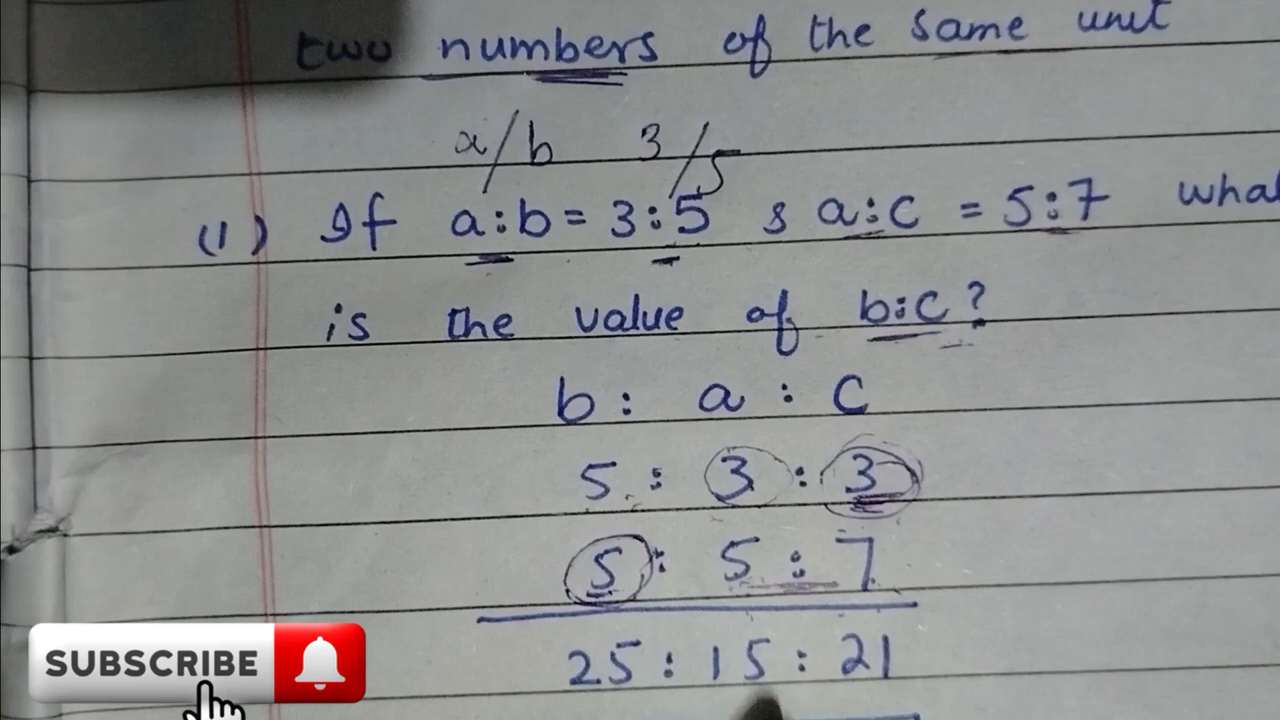 two numbers of the same unit
a/b 3/5
(1) If a:b = 3:5 & a:c = 5:7 wha
is the value of b:c?
b : a : c
5 : 3 : 3
5 : 5 : 7
25 : 15 : 21
SUBSCRIBE